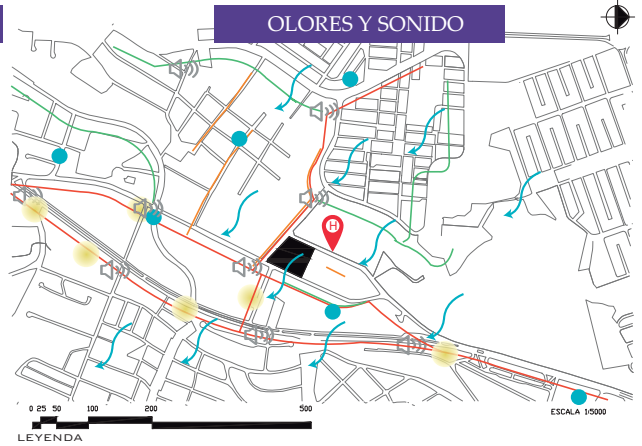 OLORES Y SONIDO
H
ESCALA 1:5000
0 25 50 100 200 500
LEYENDA